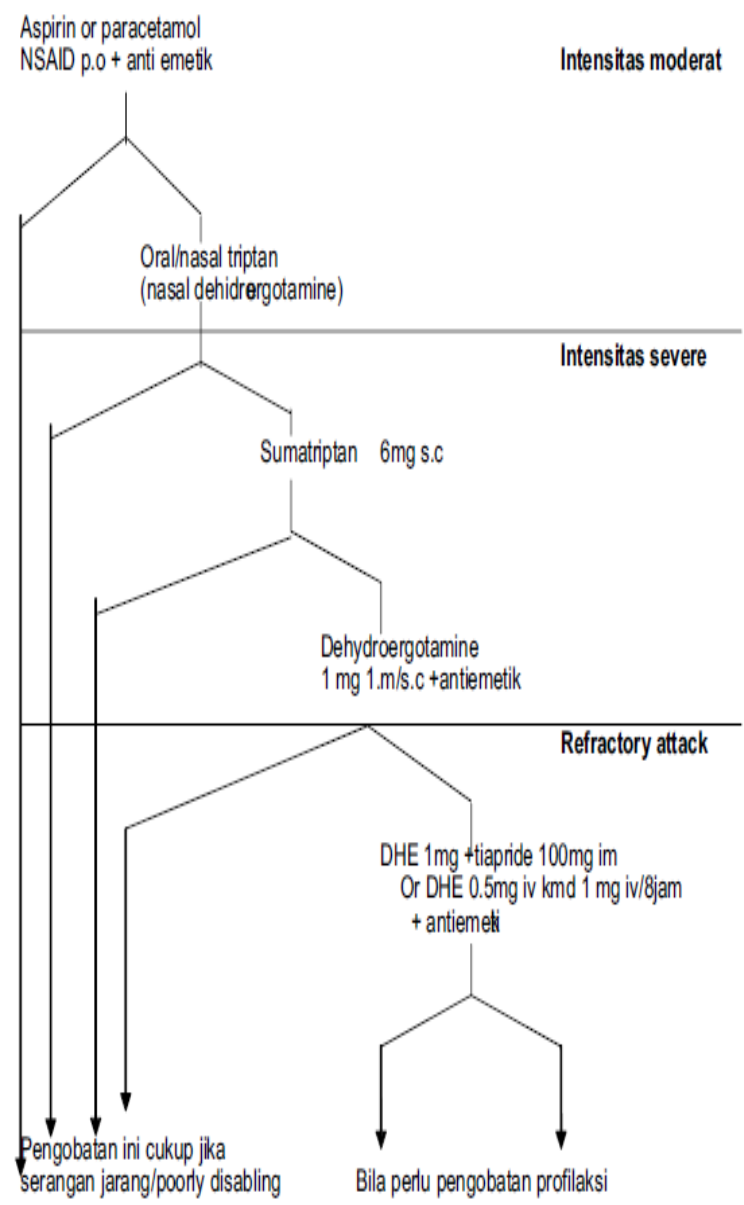 Aspirin or paracetamol
NSAID p.o + anti emetik
Intensitas moderat
Oral/nasal triptan
(nasal dehidrergotamine)
Intensitas severe
Sumatriptan 6mg s.c
Dehydroergotamine
1 mg 1.m/s.c +antiemetik
Refractory attack
DHE 1mg +tiapride 100mg im
Or DHE 0.5mg iv kmd 1 mg iv/8jam
+ antiemetik
Pengobatan ini cukup jika
serangan jarang/poorly disabling
Bila perlu pengobatan profilaksi